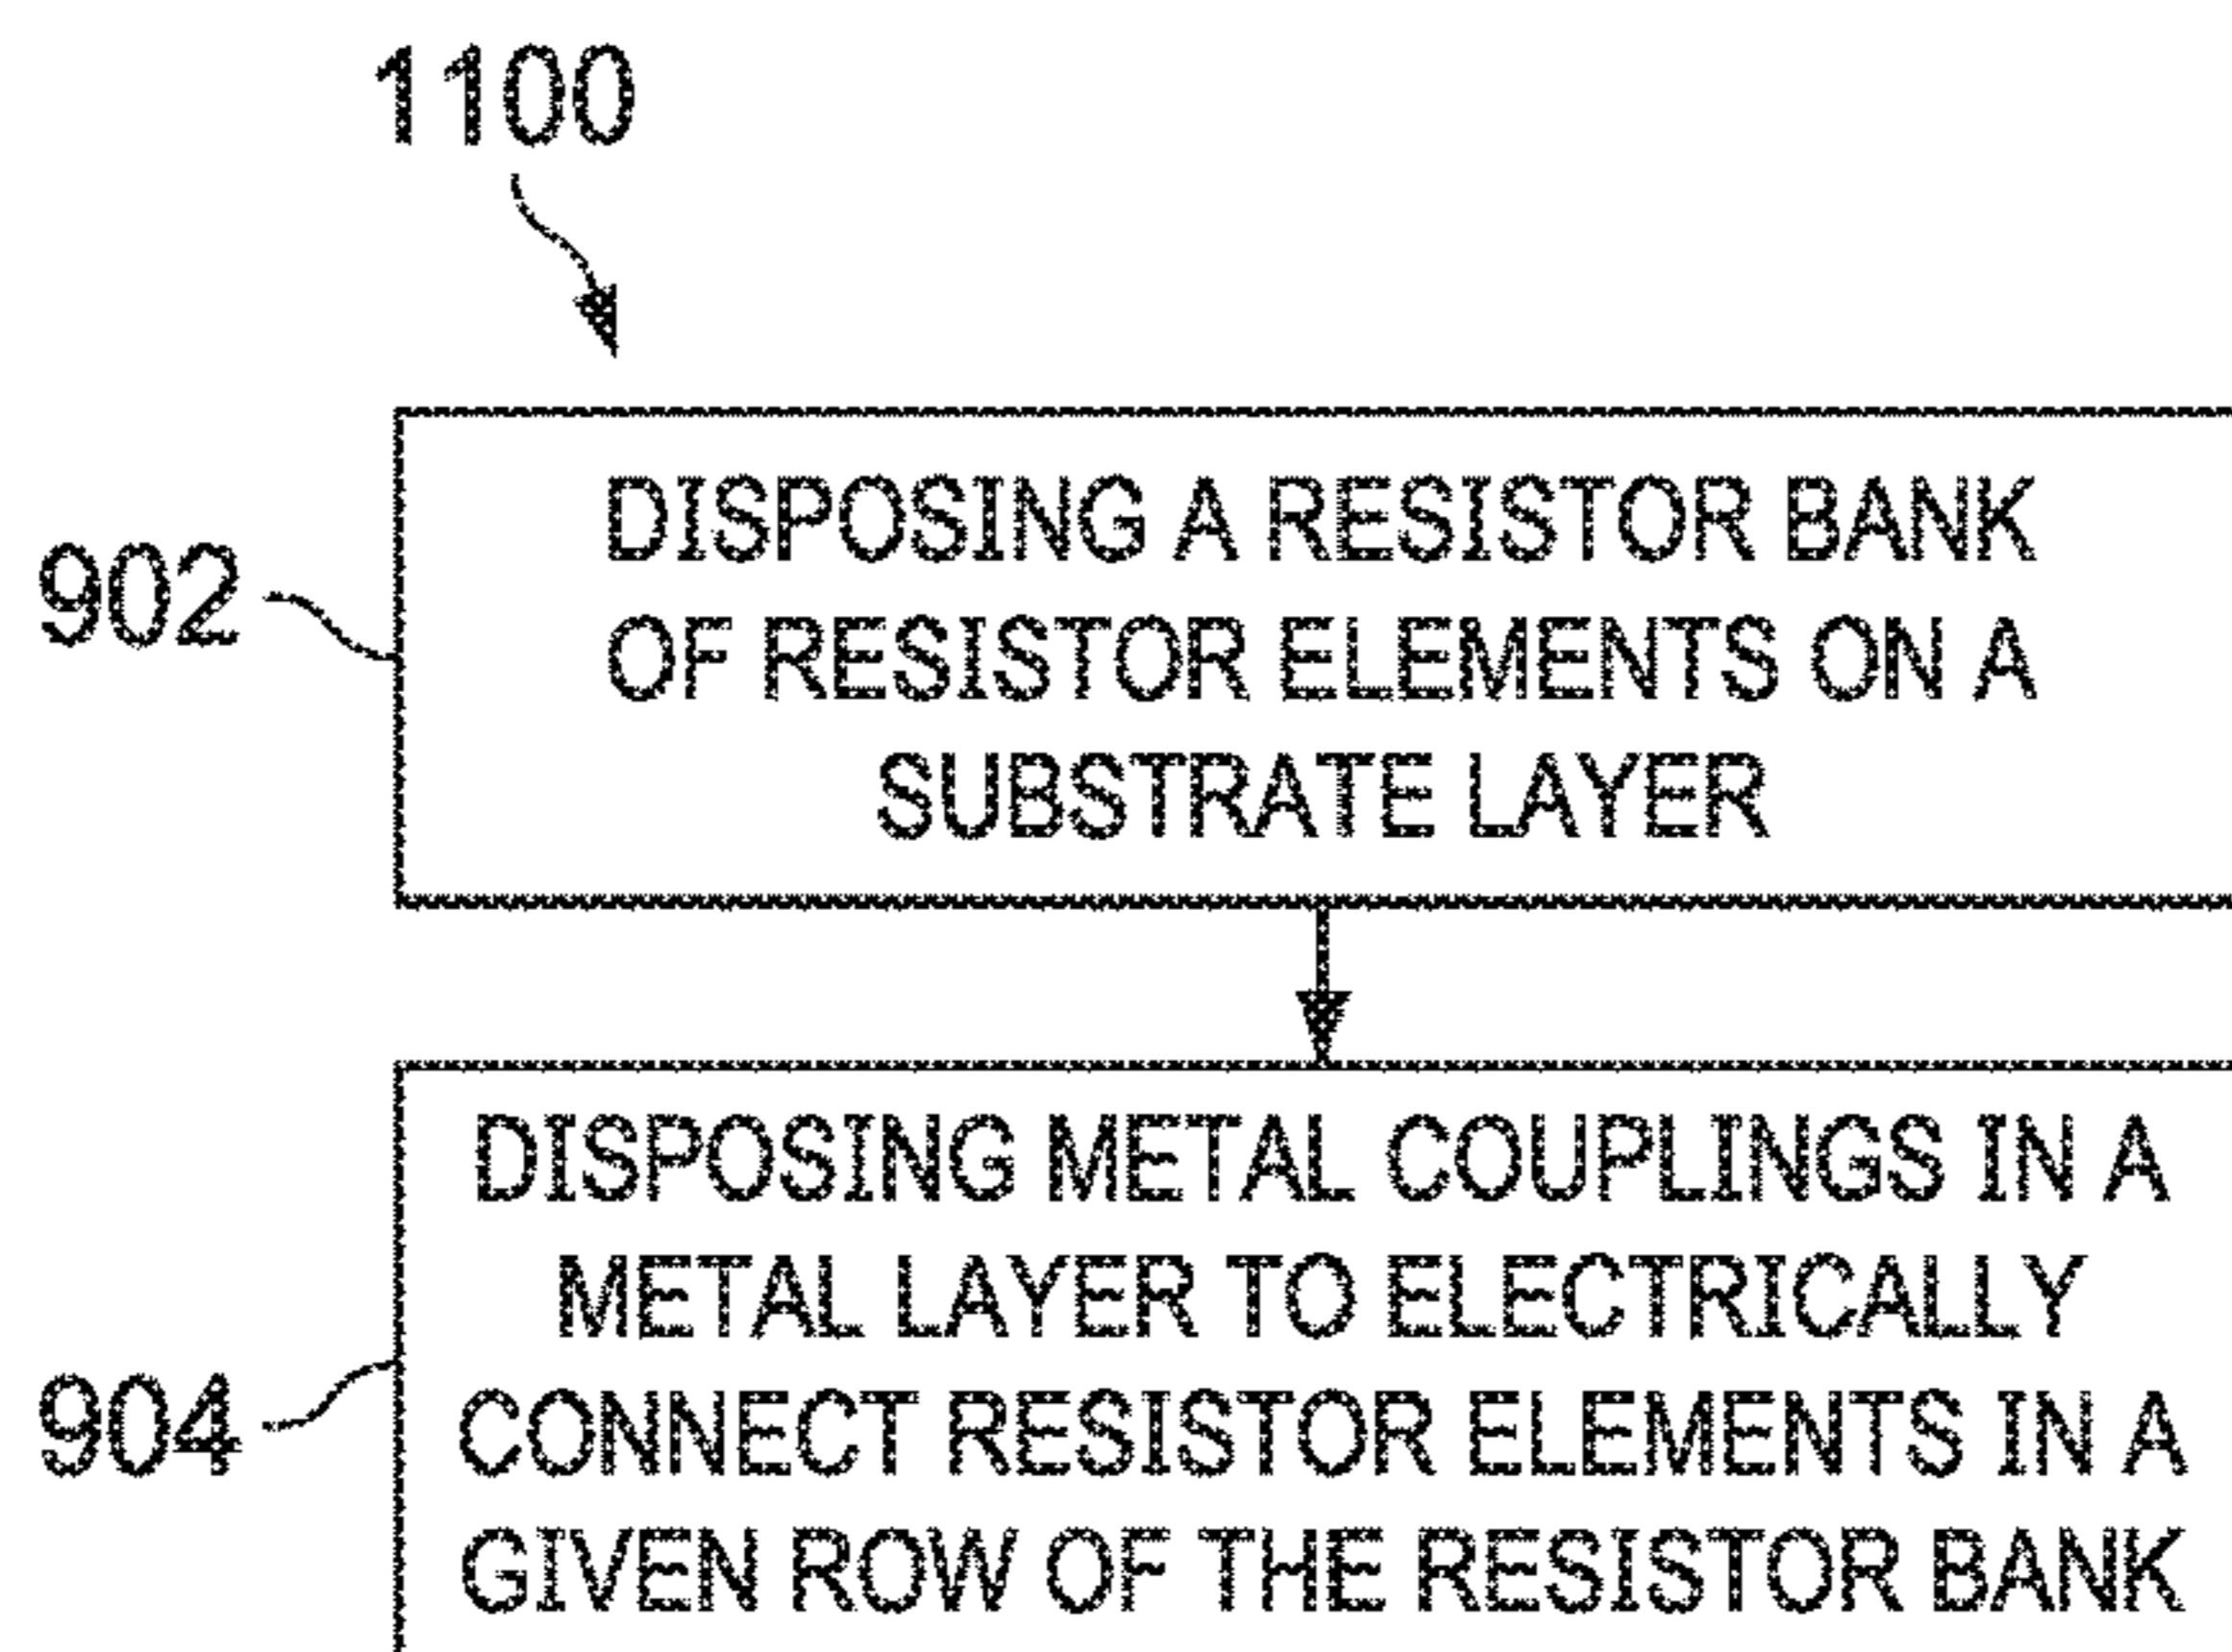 1100
902
DISPOSING A RESISTOR BANK
OF RESISTOR ELEMENTS ON A
SUBSTRATE LAYER
904
DISPOSING METAL COUPLINGS IN A
METAL LAYER TO ELECTRICALLY
CONNECT RESISTOR ELEMENTS IN A
GIVEN ROW OF THE RESISTOR BANK